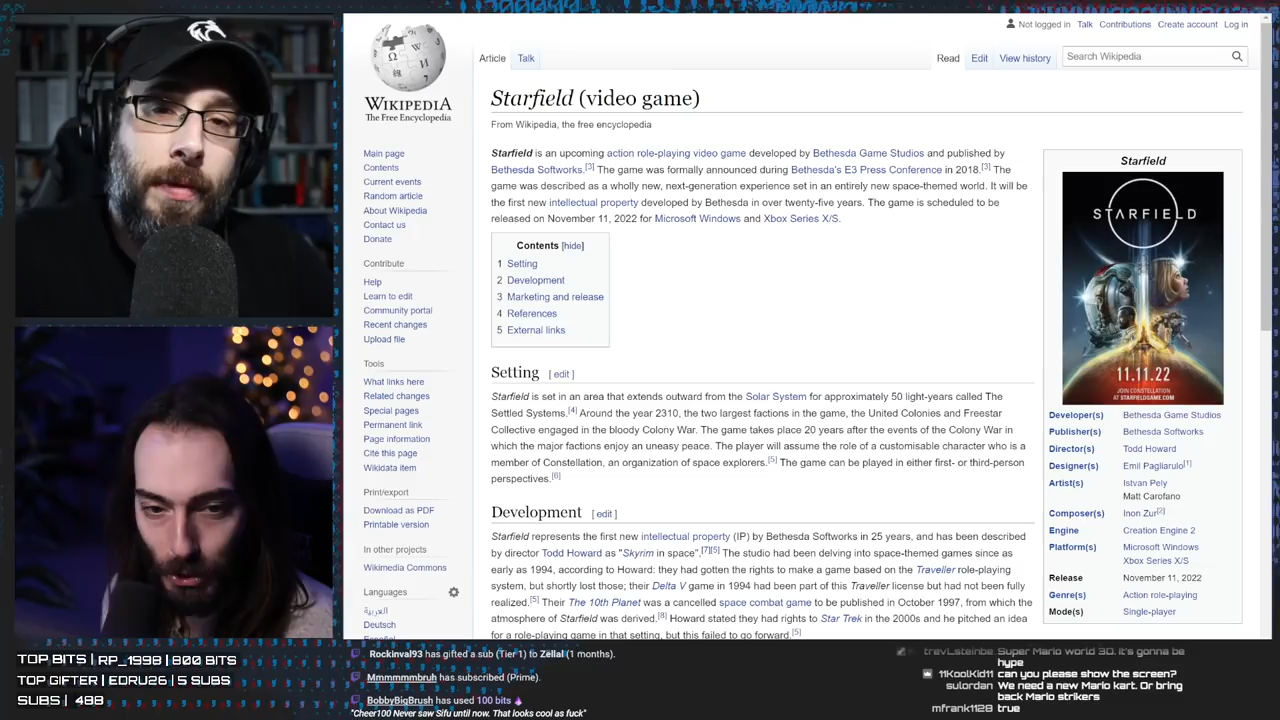 Not logged in Talk Contributions Create account Log in
Article Talk Read Edit View history Search Wikipedia
WIKIPEDIA
The Free Encyclopedia
Main page
Contents
Current events
Random article
About Wikipedia
Contact us
Donate
Contribute
Help
Learn to edit
Community portal
Recent changes
Upload file
Tools
What links here
Related changes
Special pages
Permanent link
Page information
Cite this page
Wikidata item
Print/export
Download as PDF
Printable version
In other projects
Wikimedia Commons
Languages
العربية
Deutsch
Español
Starfield (video game)
From Wikipedia, the free encyclopedia
Starfield is an upcoming action role-playing video game developed by Bethesda Game Studios and published by
Bethesda Softworks.[3] The game was formally announced during Bethesda's E3 Press Conference in 2018.[3] The
game was described as a wholly new, next-generation experience set in an entirely new space-themed world. It will be
the first new intellectual property developed by Bethesda in over twenty-five years. The game is scheduled to be
released on November 11, 2022 for Microsoft Windows and Xbox Series X/S.
Contents [hide]
1 Setting
2 Development
3 Marketing and release
4 References
5 External links
Setting [ edit ]
Starfield is set in an area that extends outward from the Solar System for approximately 50 light-years called The
Settled Systems.[4] Around the year 2310, the two largest factions in the game, the United Colonies and Freestar
Collective engaged in the bloody Colony War. The game takes place 20 years after the events of the Colony War in
which the major factions enjoy an uneasy peace. The player will assume the role of a customisable character who is a
member of Constellation, an organization of space explorers.[5] The game can be played in either first- or third-person
perspectives.[6]
Development [ edit ]
Starfield represents the first new intellectual property (IP) by Bethesda Softworks in 25 years, and has been described
by director Todd Howard as "Skyrim in space".[7][5] The studio had been delving into space-themed games since as
early as 1994, according to Howard: they had gotten the rights to make a game based on the Traveller role-playing
system, but shortly lost those; their Delta V game in 1994 had been part of this Traveller license but had not been fully
realized.[5] Their The 10th Planet was a cancelled space combat game to be published in October 1997, from which the
atmosphere of Starfield was derived.[8] Howard stated they had rights to Star Trek in the 2000s and he pitched an idea
for a role-playing game in that setting, but this failed to go forward.[5]
Starfield
STARFIELD
11.11.22
JOIN CONSTELLATION
AT STARFIELDGAME.COM
Developer(s) Bethesda Game Studios
Publisher(s) Bethesda Softworks
Director(s) Todd Howard
Designer(s) Emil Pagliarulo[1]
Artist(s) Istvan Pely
Matt Carofano
Composer(s) Inon Zur[2]
Engine Creation Engine 2
Platform(s) Microsoft Windows
Xbox Series X/S
Release November 11, 2022
Genre(s) Action role-playing
Mode(s) Single-player
TOP BITS | RP_1998 | 800 BITS
TOP GIFTER | EDRU26 | 5 SUBS
SUBS | 488
Rockinval93 has gifted a sub (Tier 1) to Zellal (1 months).
Mmmmmmbruh has subscribed (Prime).
BobbyBigBrush has used 100 bits
"Cheer100 Never saw Sifu until now. That looks cool as fuck"
Super Mario world 3D. It's gonna be
hype
11KoolKid11 can you please show the screen?
sulordan We need a new Mario kart. Or bring
back Mario strikers
mfrank1128 true